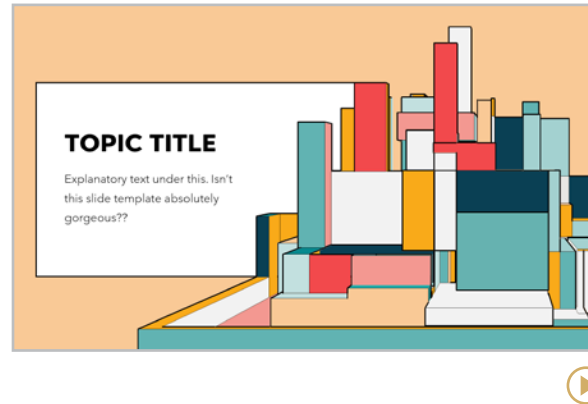 TOPIC TITLE
Explanatory text under this. Isn't
this slide template absolutely
gorgeous??